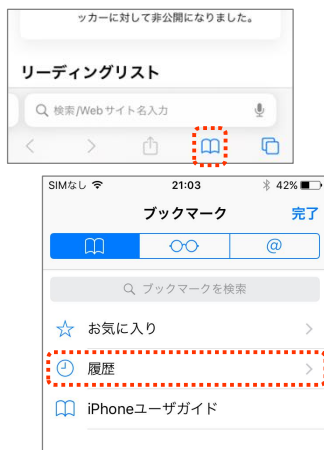 ッカーに対して非公開になりました。
リーディングリスト
検索/Webサイト名入力
SIMなし 21:03 42%
ブックマーク 完了
@
ブックマークを検索
お気に入り
履歴
iPhoneユーザガイド